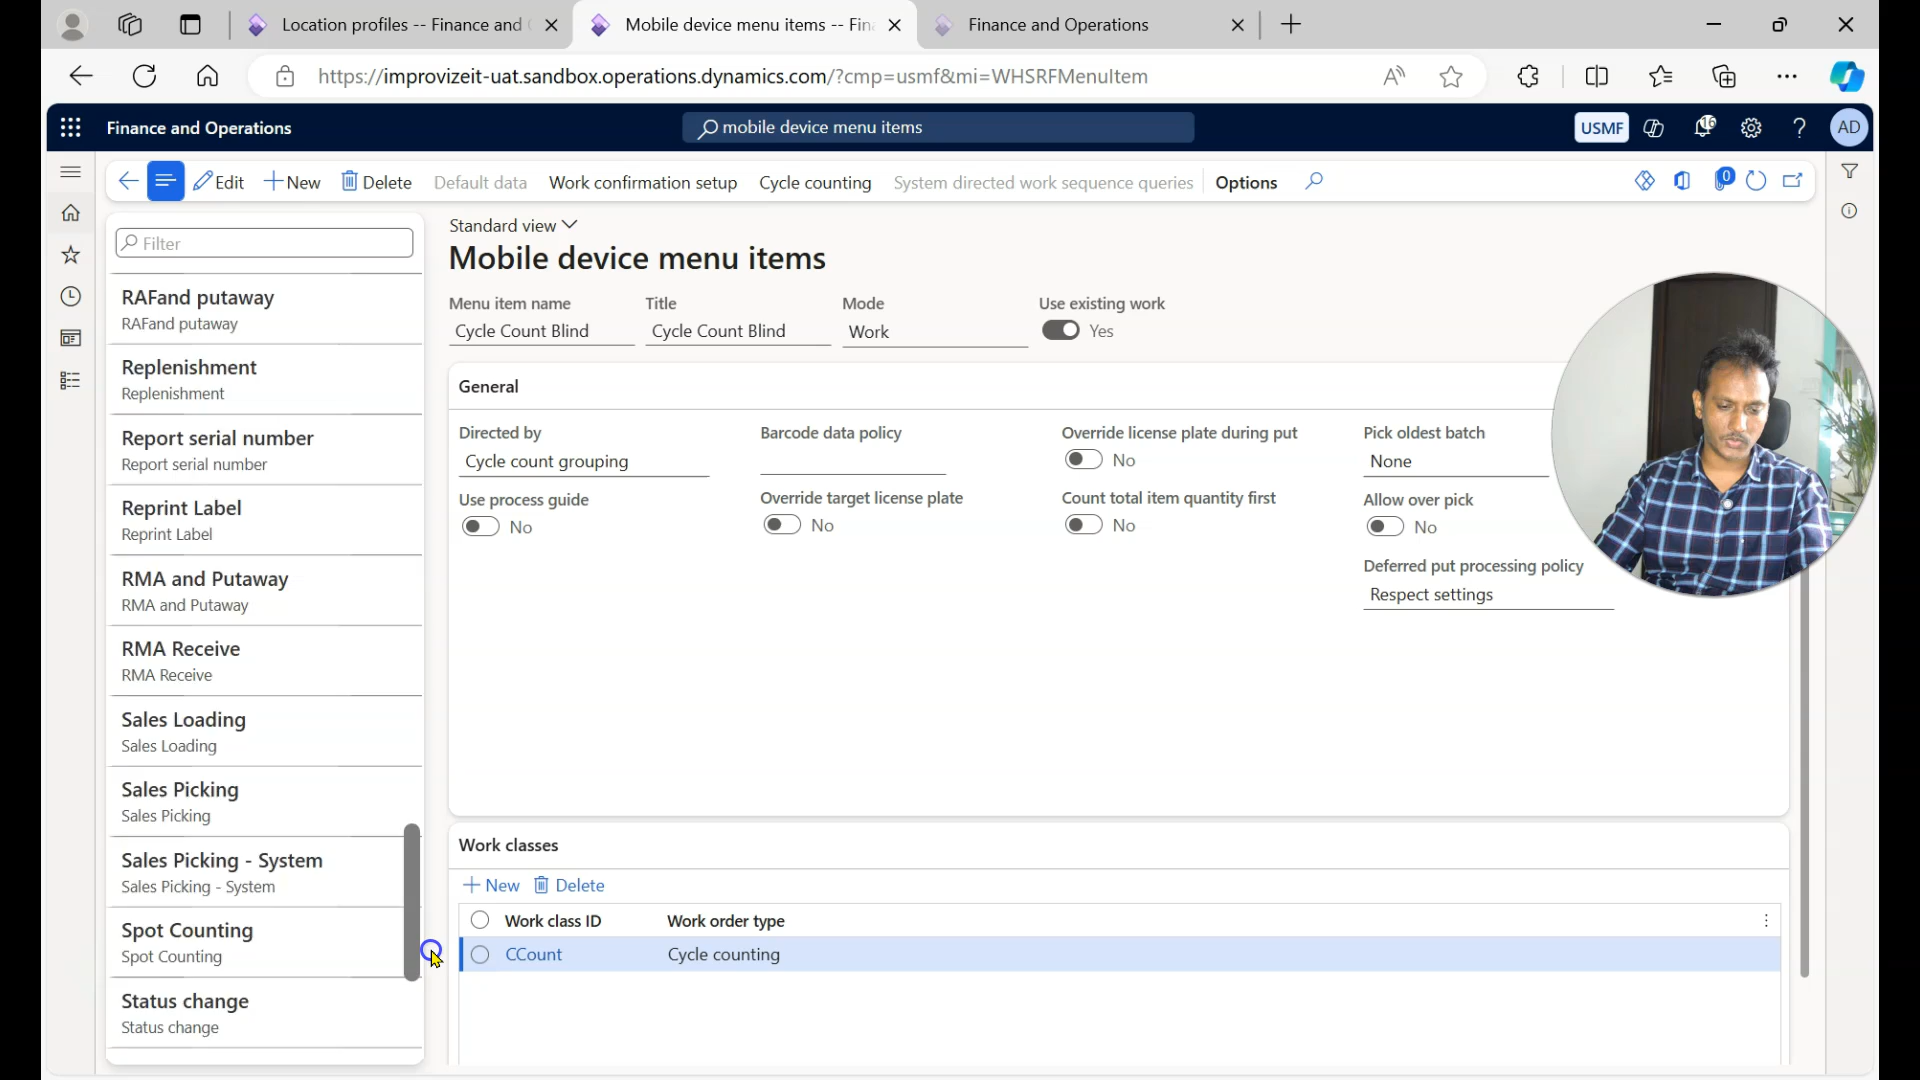 Location profiles -- Finance and
Mobile device menu items -- Fin
Finance and Operations
https://improvizeit-uat.sandbox.operations.dynamics.com/?cmp=usmf&mi=WHSRFMenuItem
Finance and Operations
mobile device menu items
USMF
16
AD
Edit
New
Delete
Default data
Work confirmation setup
Cycle counting
System directed work sequence queries
Options
0
Filter
RAFand putaway
RAFand putaway
Replenishment
Replenishment
Report serial number
Report serial number
Reprint Label
Reprint Label
RMA and Putaway
RMA and Putaway
RMA Receive
RMA Receive
Sales Loading
Sales Loading
Sales Picking
Sales Picking
Sales Picking - System
Sales Picking - System
Spot Counting
Spot Counting
Status change
Status change
Standard view
Mobile device menu items
Menu item name
Title
Mode
Use existing work
Cycle Count Blind
Cycle Count Blind
Work
Yes
General
Directed by
Barcode data policy
Override license plate during put
Pick oldest batch
Cycle count grouping
No
None
Use process guide
Override target license plate
Count total item quantity first
Allow over pick
No
No
No
No
Deferred put processing policy
Respect settings
Work classes
New
Delete
Work class ID
Work order type
CCount
Cycle counting